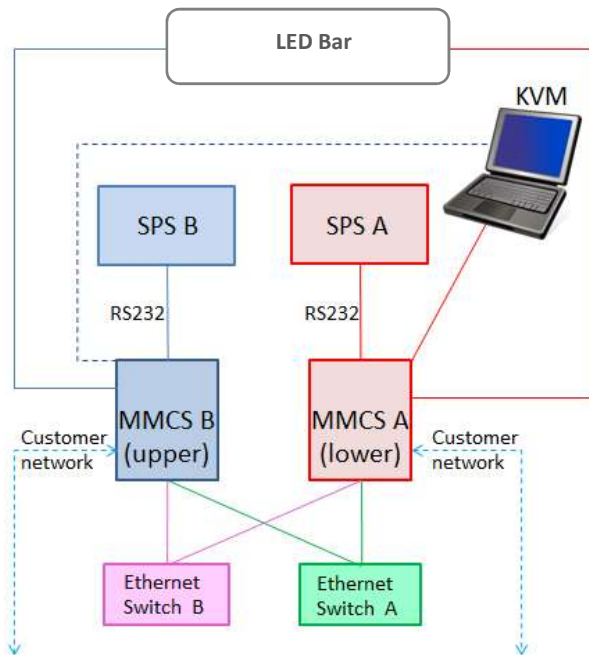 LED Bar
KVM
SPS B
SPS A
RS232
RS232
MMCS B
(upper)
MMCS A
(lower)
Customer
network
Customer
network
Ethernet
Switch B
Ethernet
Switch A